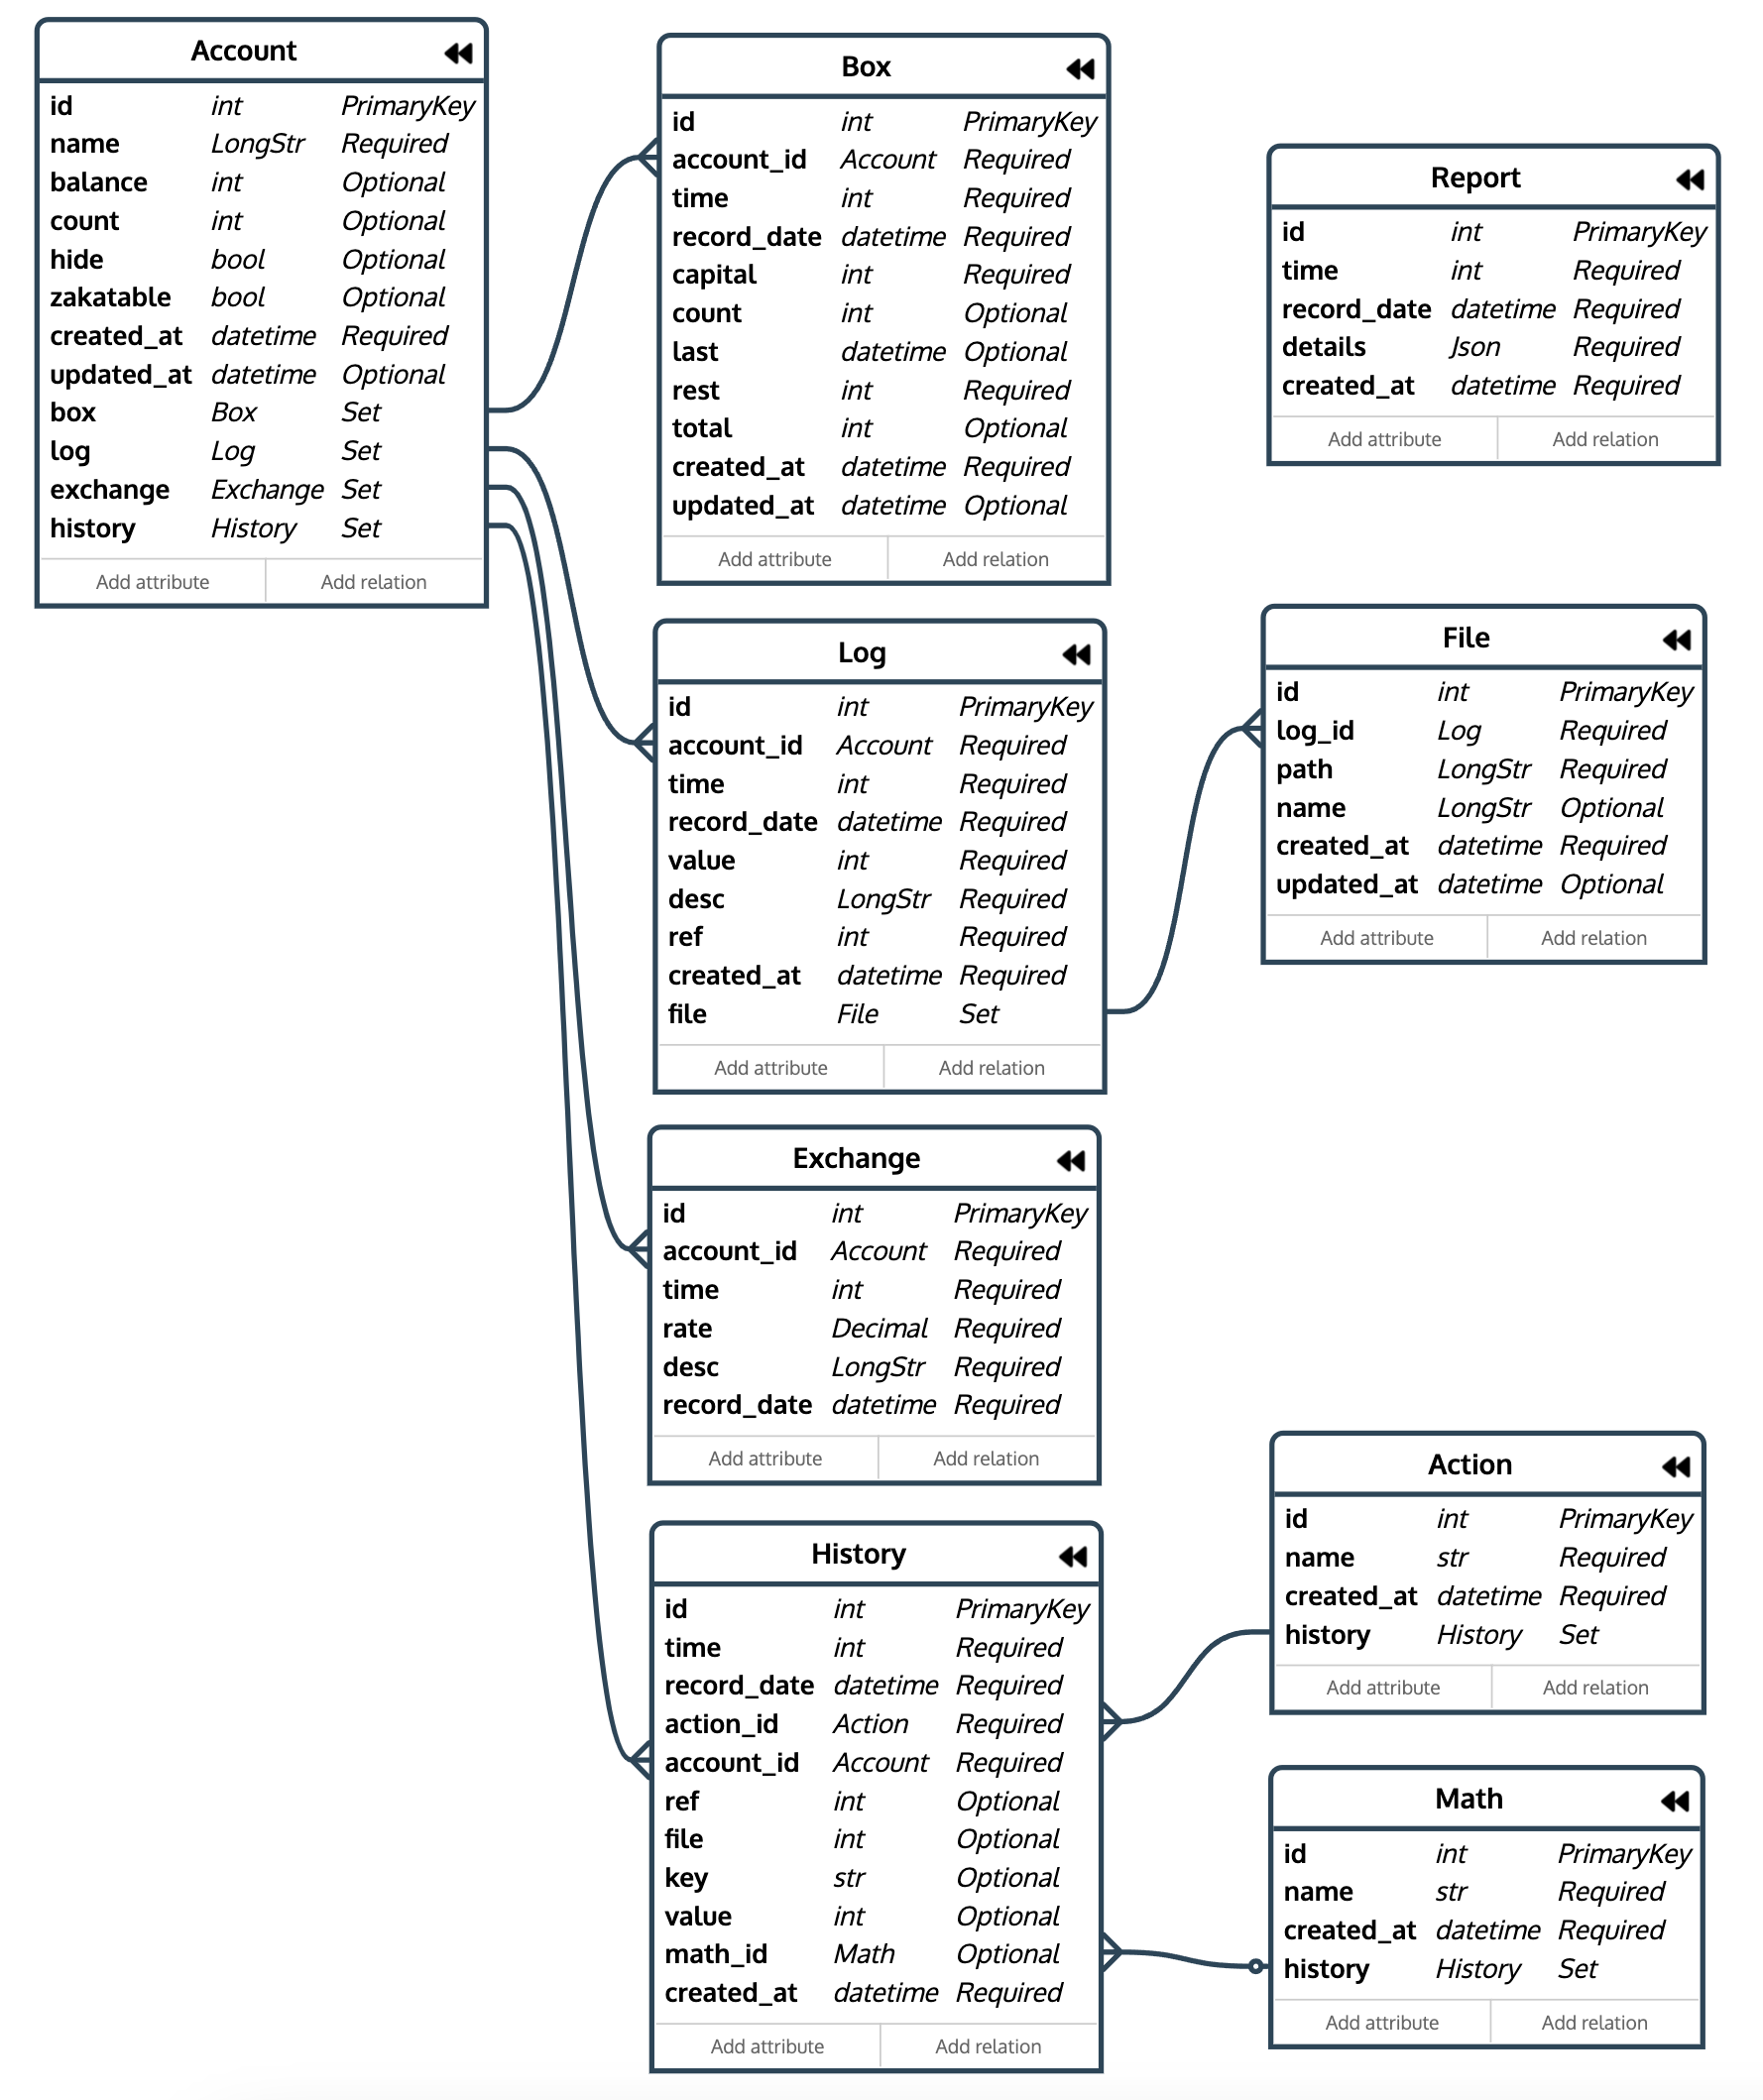 Account
id int PrimaryKey
name LongStr Required
balance int Optional
count int Optional
hide bool Optional
zakatable bool Optional
created_at datetime Required
updated_at datetime Optional
box Box Set
log Log Set
exchange Exchange Set
history History Set
Add attribute Add relation
Box
id int PrimaryKey
account_id Account Required
time int Required
record_date datetime Required
capital int Required
count int Optional
last datetime Optional
rest int Required
total int Optional
created_at datetime Required
updated_at datetime Optional
Add attribute Add relation
Report
id int PrimaryKey
time int Required
record_date datetime Required
details Json Required
created_at datetime Required
Add attribute Add relation
Log
id int PrimaryKey
account_id Account Required
time int Required
record_date datetime Required
value int Required
desc LongStr Required
ref int Required
created_at datetime Required
file File Set
Add attribute Add relation
File
id int PrimaryKey
log_id Log Required
path LongStr Required
name LongStr Optional
created_at datetime Required
updated_at datetime Optional
Add attribute Add relation
Exchange
id int PrimaryKey
account_id Account Required
time int Required
rate Decimal Required
desc LongStr Required
record_date datetime Required
Add attribute Add relation
History
id int PrimaryKey
time int Required
record_date datetime Required
action_id Action Required
account_id Account Required
ref int Optional
file int Optional
key str Optional
value int Optional
math_id Math Optional
created_at datetime Required
Add attribute Add relation
Action
id int PrimaryKey
name str Required
created_at datetime Required
history History Set
Add attribute Add relation
Math
id int PrimaryKey
name str Required
created_at datetime Required
history History Set
Add attribute Add relation